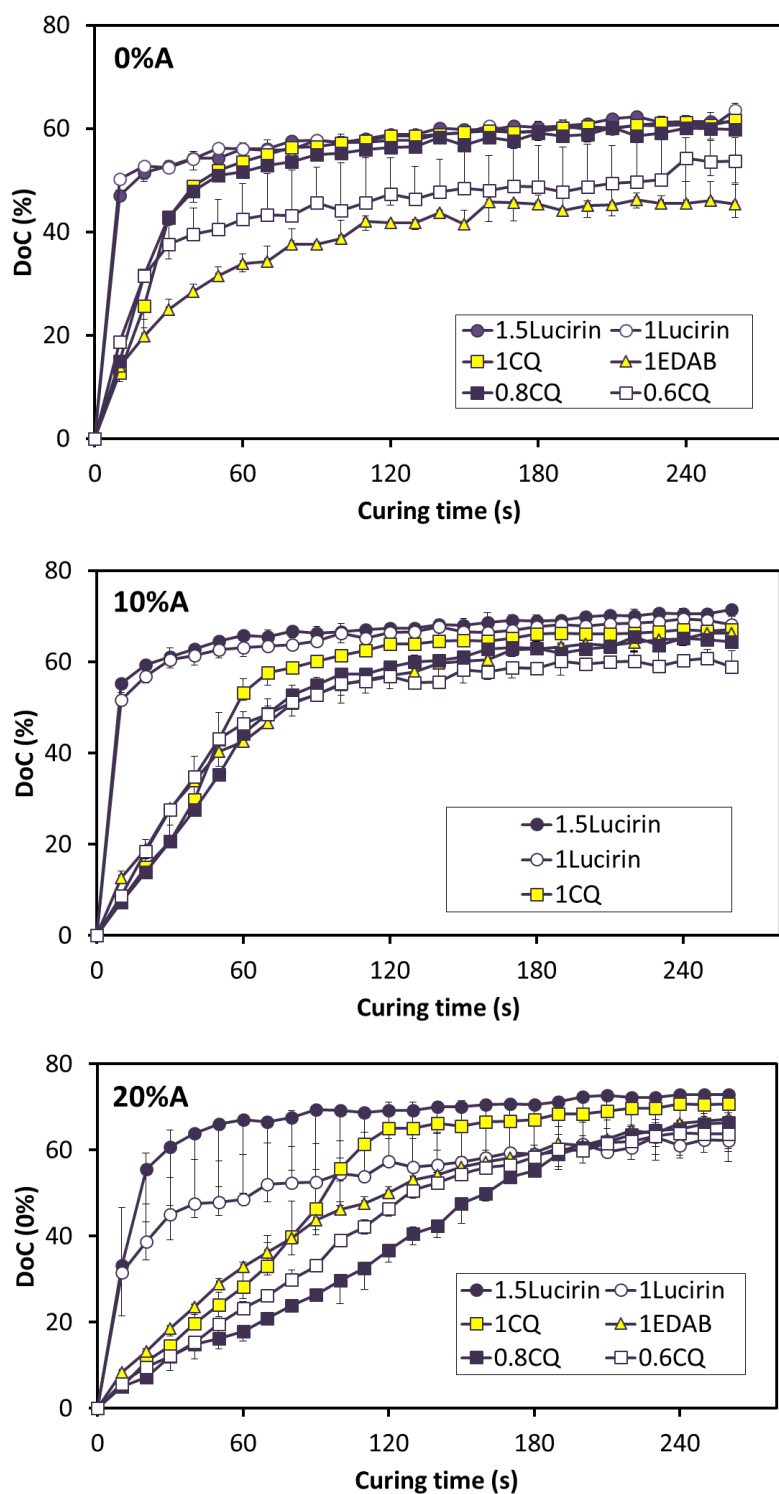 80
0%A
60
DoC (%)
40
20
0
1.5Lucirin 1Lucirin
1CQ 1EDAB
0.8CQ 0.6CQ
0 60 120 180 240
Curing time (s)
80
10%A
60
DoC (%)
40
20
0
1.5Lucirin
1Lucirin
1CQ
0 60 120 180 240
Curing time (s)
80
20%A
60
DoC (0%)
40
20
0
1.5Lucirin 1Lucirin
1CQ 1EDAB
0.8CQ 0.6CQ
0 60 120 180 240
Curing time (s)